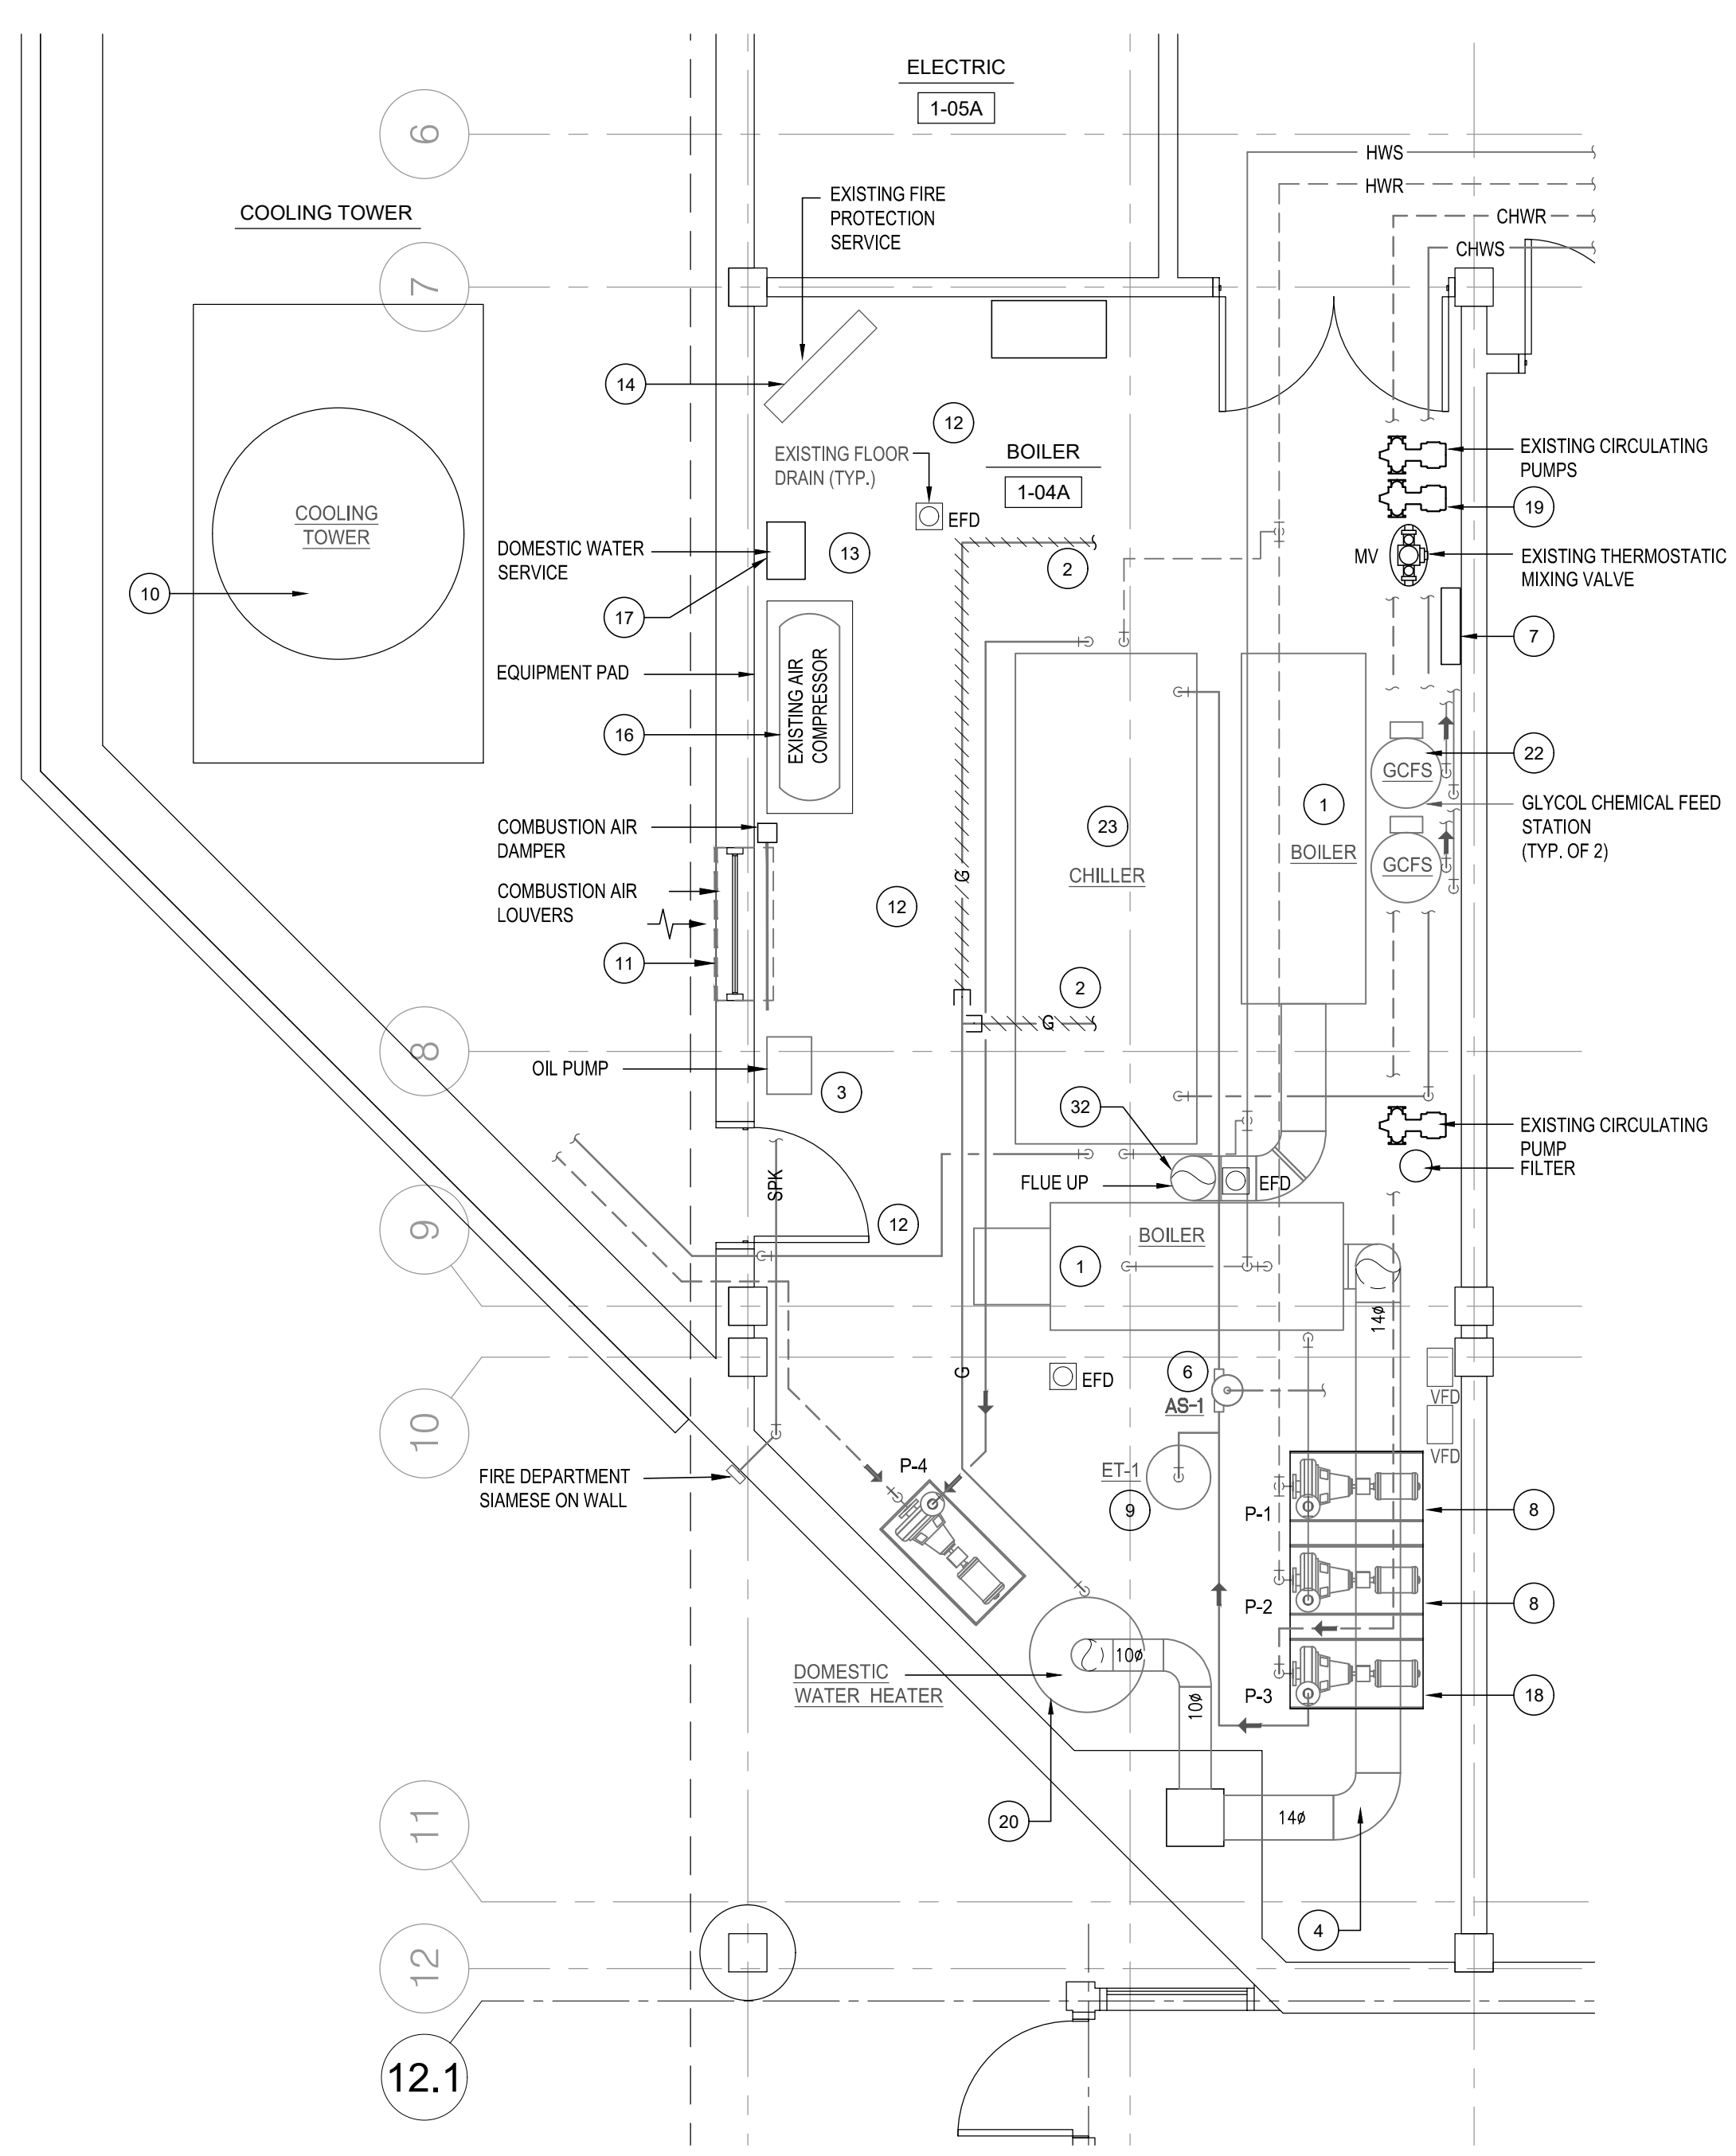 ELECTRIC
1-05A
6
HWS
HWR
CHWR
CHWS
COOLING TOWER
EXISTING FIRE
PROTECTION
SERVICE
7
14
12
EXISTING FLOOR
DRAIN (TYP.)
BOILER
1-04A
EFD
EXISTING CIRCULATING
PUMPS
19
COOLING
TOWER
10
DOMESTIC WATER
SERVICE
13
17
2
MV
EXISTING THERMOSTATIC
MIXING VALVE
7
EQUIPMENT PAD
16
EXISTING AIR
COMPRESSOR
22
GCFS
GLYCOL CHEMICAL FEED
STATION
(TYP. OF 2)
GCFS
1
BOILER
23
CHILLER
COMBUSTION AIR
DAMPER
COMBUSTION AIR
LOUVERS
12
11
G
2
G
8
OIL PUMP
3
32
FLUE UP
EFD
EXISTING CIRCULATING
PUMP
FILTER
SPK
12
9
BOILER
1
14ø
G
EFD
6
AS-1
VFD
VFD
10
FIRE DEPARTMENT
SIAMESE ON WALL
P-4
ET-1
9
P-1
8
P-2
8
P-3
18
DOMESTIC
WATER HEATER
10ø
10ø
20
14ø
4
11
12
12.1